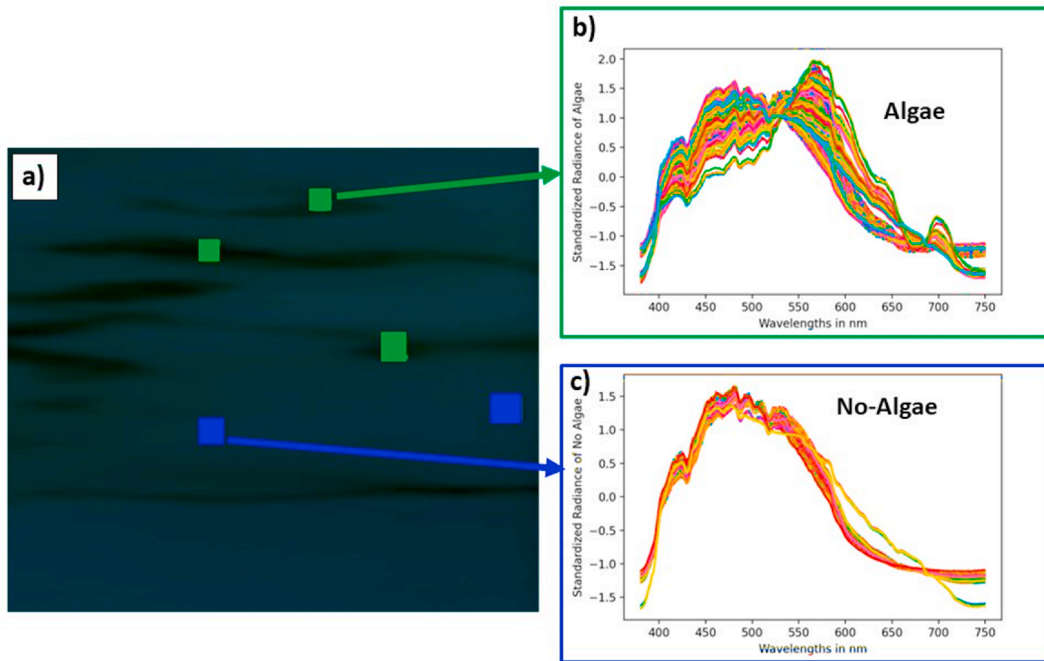 a)
b)
Standardized Radiance of Algae
2.0
1.5
1.0
0.5
0.0
−0.5
−1.0
−1.5
Algae
400 450 500 550 600 650 700 750
Wavelengths in nm
c)
Standardized Radiance of No Algae
1.5
1.0
0.5
0.0
−0.5
−1.0
−1.5
No-Algae
400 450 500 550 600 650 700 750
Wavelengths in nm